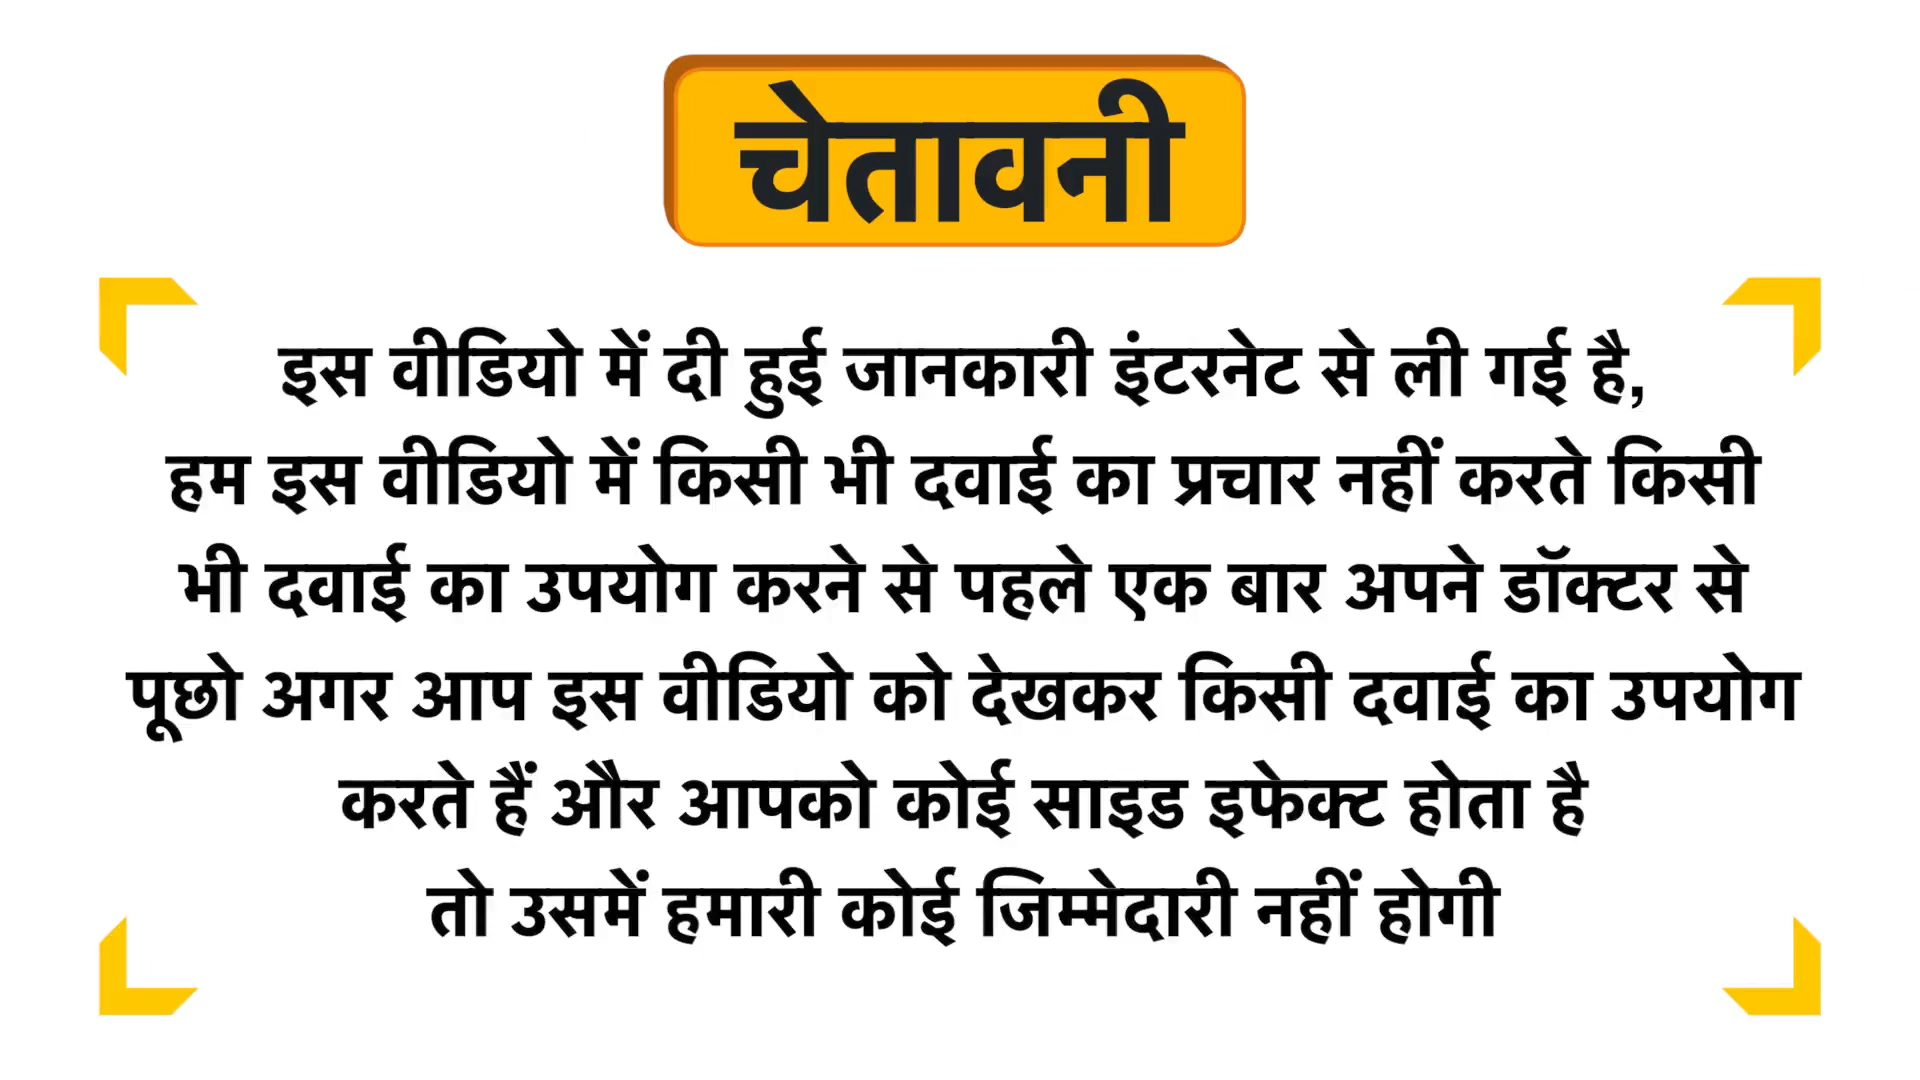 चेतावनी
इस वीडियो में दी हुई जानकारी इंटरनेट से ली गई है,
हम इस वीडियो में किसी भी दवाई का प्रचार नहीं करते किसी
भी दवाई का उपयोग करने से पहले एक बार अपने डॉक्टर से
पूछो अगर आप इस वीडियो को देखकर किसी दवाई का उपयोग
करते हैं और आपको कोई साइड इफेक्ट होता है
तो उसमें हमारी कोई जिम्मेदारी नहीं होगी